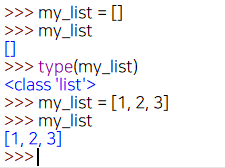 >>> my_list = []
>>> my_list
[]
>>> type(my_list)
<class 'list'>
>>> my_list = [1, 2, 3]
>>> my_list
[1, 2, 3]
>>>